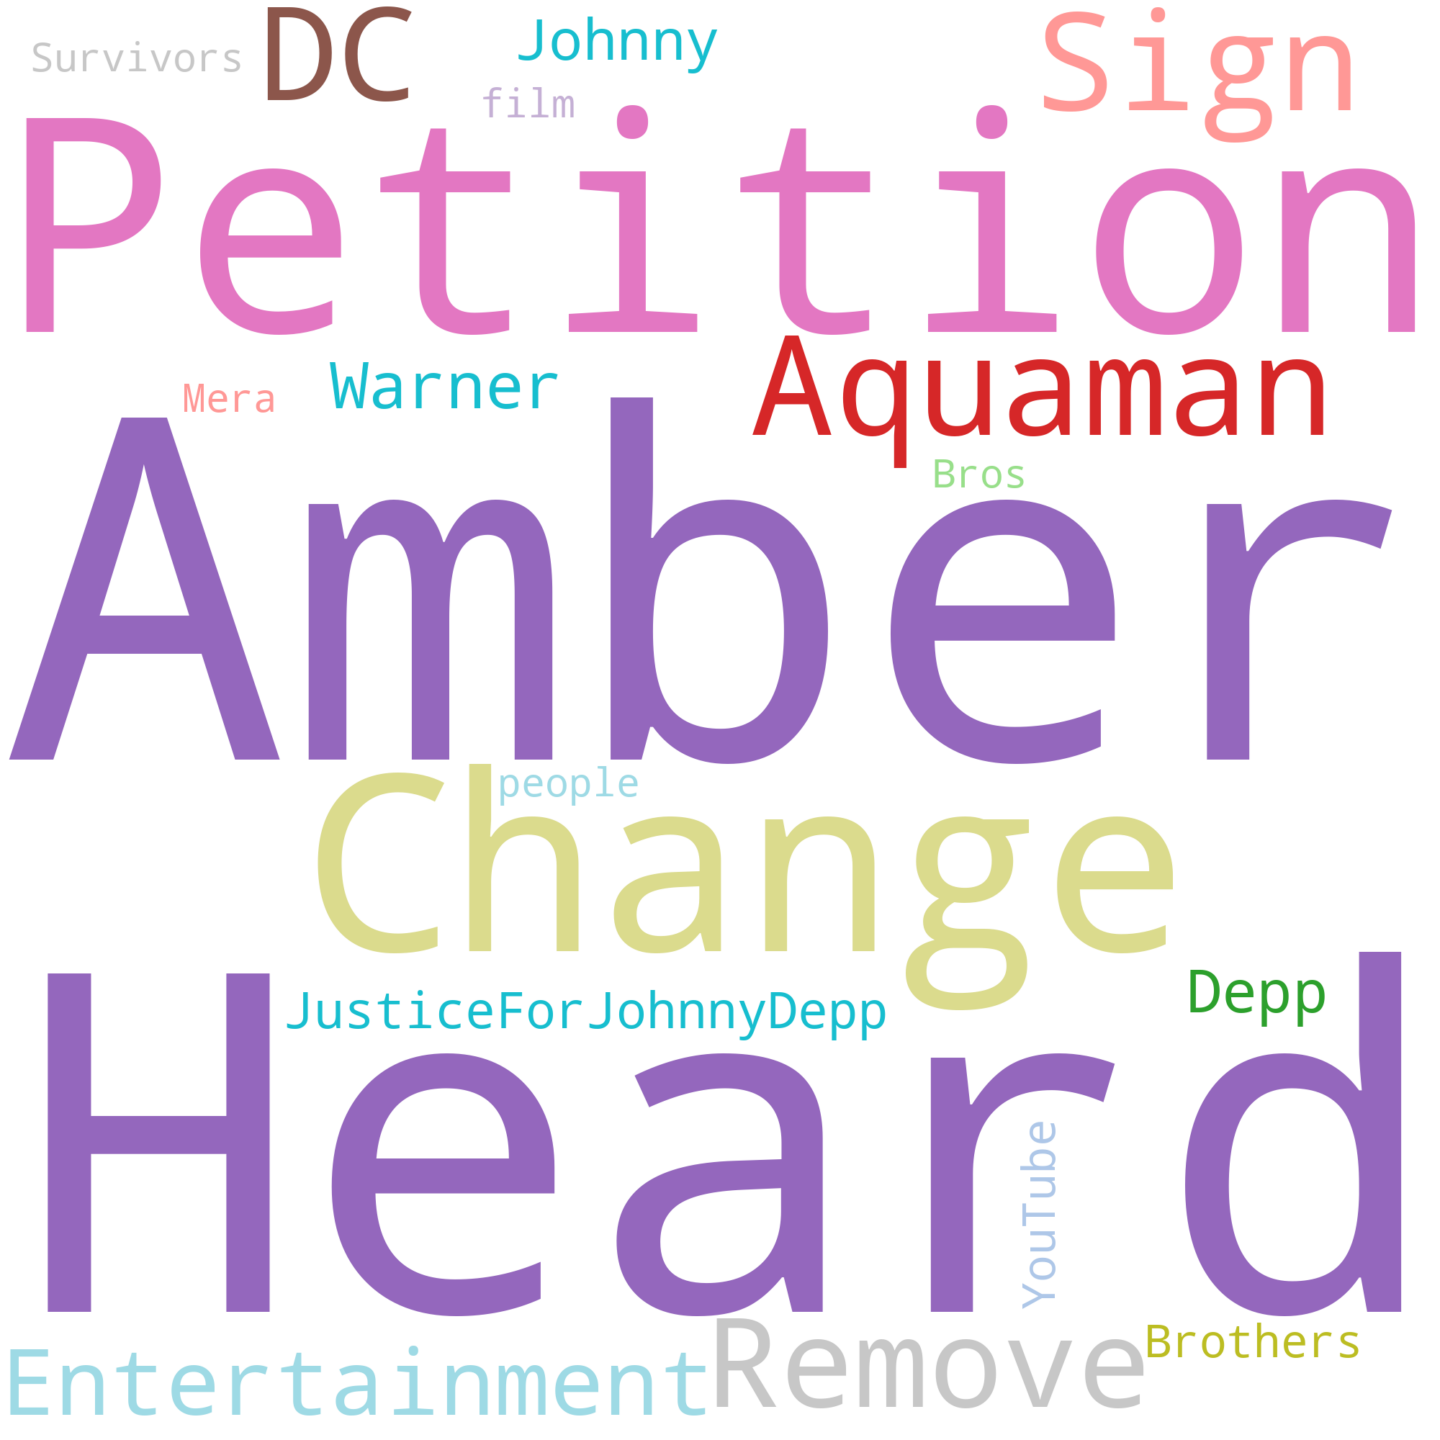 Survivors DC Johnny Sign
film
Petition
Mera Warner Aquaman
Bros
Amber
people
Change
JusticeForJohnnyDepp Depp
Heard
YouTube
Entertainment Remove Brothers